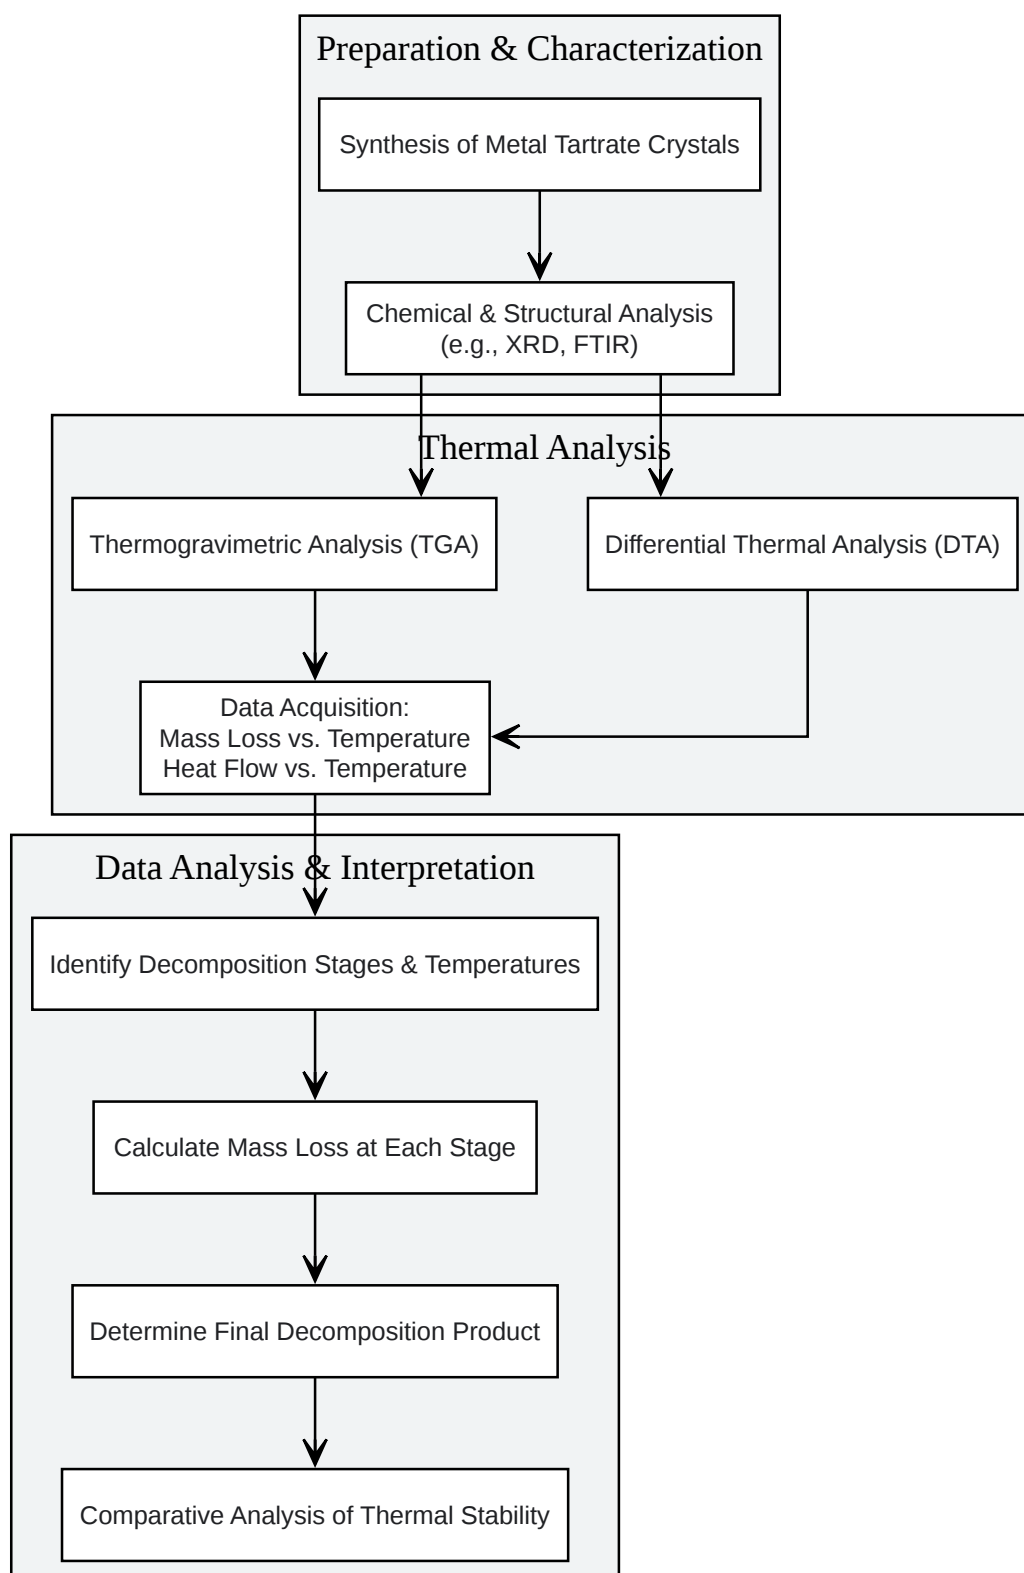 Preparation & Characterization
Synthesis of Metal Tartrate Crystals
Chemical & Structural Analysis
(e.g., XRD, FTIR)
Thermal Analysis
Thermogravimetric Analysis (TGA)
Differential Thermal Analysis (DTA)
Data Acquisition:
Mass Loss vs. Temperature
Heat Flow vs. Temperature
Data Analysis & Interpretation
Identify Decomposition Stages & Temperatures
Calculate Mass Loss at Each Stage
Determine Final Decomposition Product
Comparative Analysis of Thermal Stability